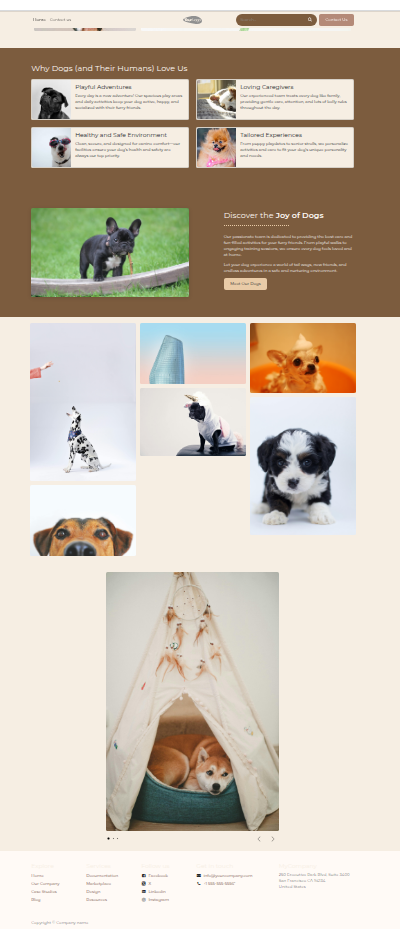 Home Contact us
Contact Us
Why Dogs (and Their Humans) Love Us
Playful Adventures
Every day is a new adventure! Our spacious play areas
and daily activities keep your dog active, happy, and
socialized with their furry friends.
Loving Caregivers
Our experienced team treats every dog like family,
providing gentle care, attention, and lots of belly rubs
throughout the day.
Healthy and Safe Environment
Clean, secure, and designed for canine comfort—our
facilities ensure your dog's health and safety are
always our top priority.
Tailored Experiences
From puppy playdates to senior strolls, we personalize
activities and care to fit your dog's unique personality
and needs.
Discover the Joy of Dogs
Our passionate team is dedicated to providing the best care and
fun-filled activities for your furry friends. From playful walks to
engaging training sessions, we ensure every dog feels loved and
at home.
Let your dog experience a world of tail wags, new friends, and
endless adventures in a safe and nurturing environment.
Meet Our Dogs
Home
Our Company
Case Studies
Blog
Documentation
Marketplace
Design
Resources
Facebook
X
LinkedIn
Instagram
info@yourcompany.com
+1 555-555-5556
250 Executive Park Blvd, Suite 3400
San Francisco CA 94134
United States
Copyright © Company name